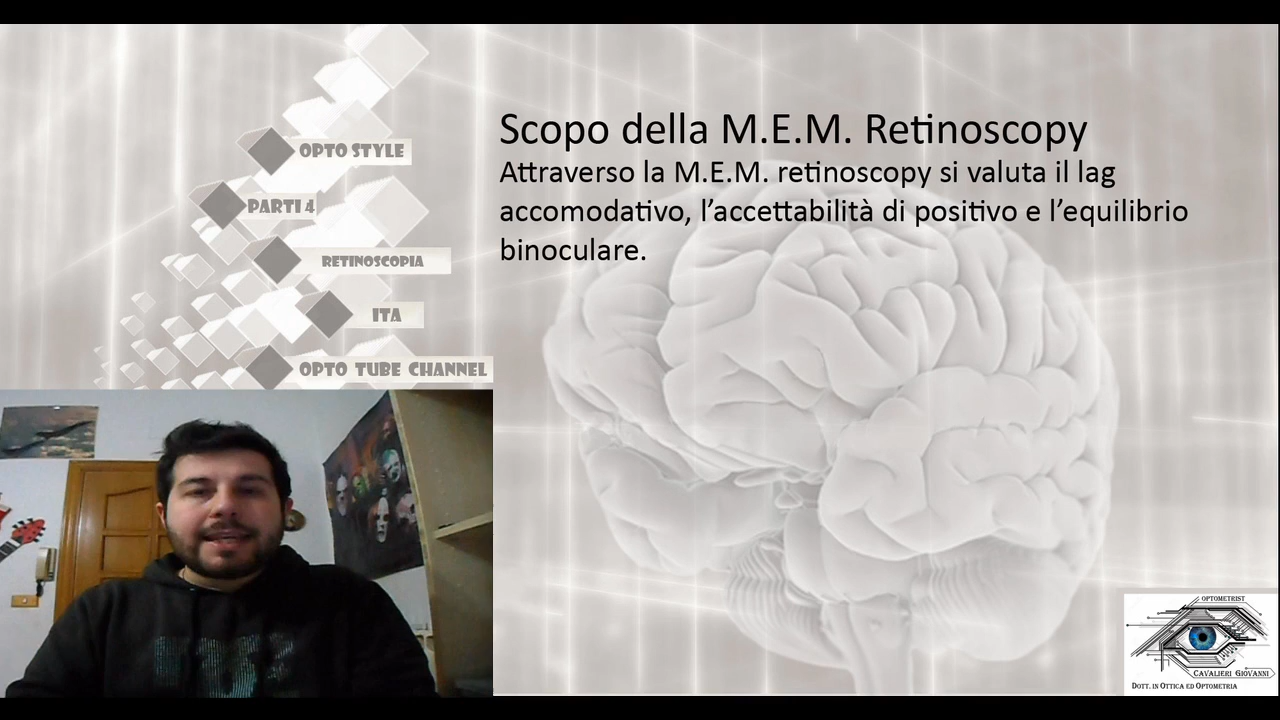 Scopo della M.E.M. Retinoscopy
Attraverso la M.E.M. retinoscopy si valuta il lag
accomodativo, l’accettabilità di positivo e l’equilibrio
binoculare.
OPTO STYLE
PARTI 4
RETINOSCOPIA
ITA
OPTO TUBE CHANNEL
OPTOMETRIST
CAVALIERI GIOVANNI
DOTT. IN OTTICA ED OPTOMETRIA